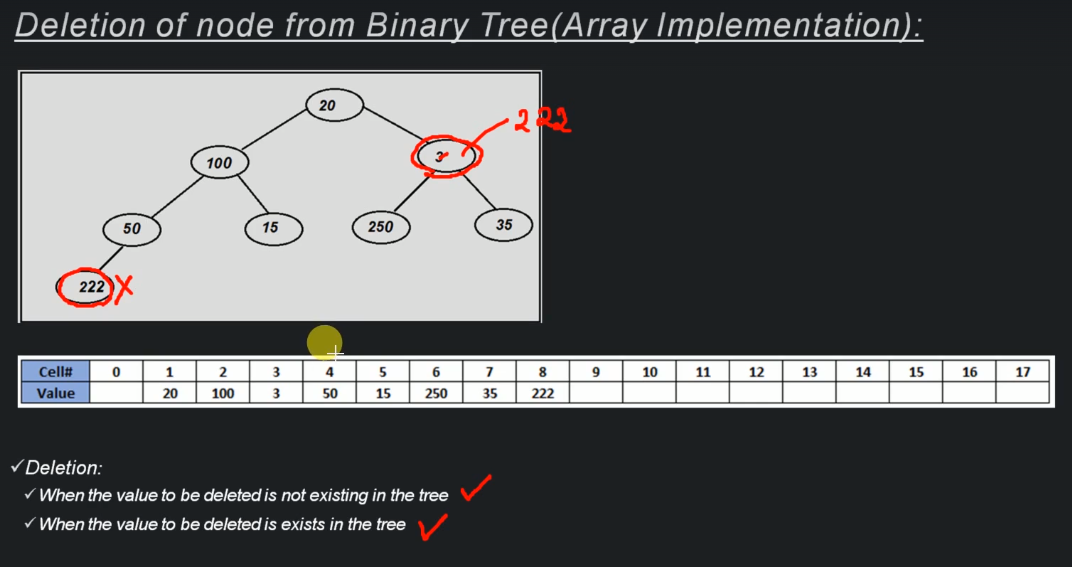 Deletion of node from Binary Tree(Array Implementation):
20
222
100
3
50
15
250
35
222 X
Cell# 0 1 2 3 4 5 6 7 8 9 10 11 12 13 14 15 16 17
Value 20 100 3 50 15 250 35 222
✓Deletion:
✓When the value to be deleted is not existing in the tree ✓
✓When the value to be deleted is exists in the tree ✓